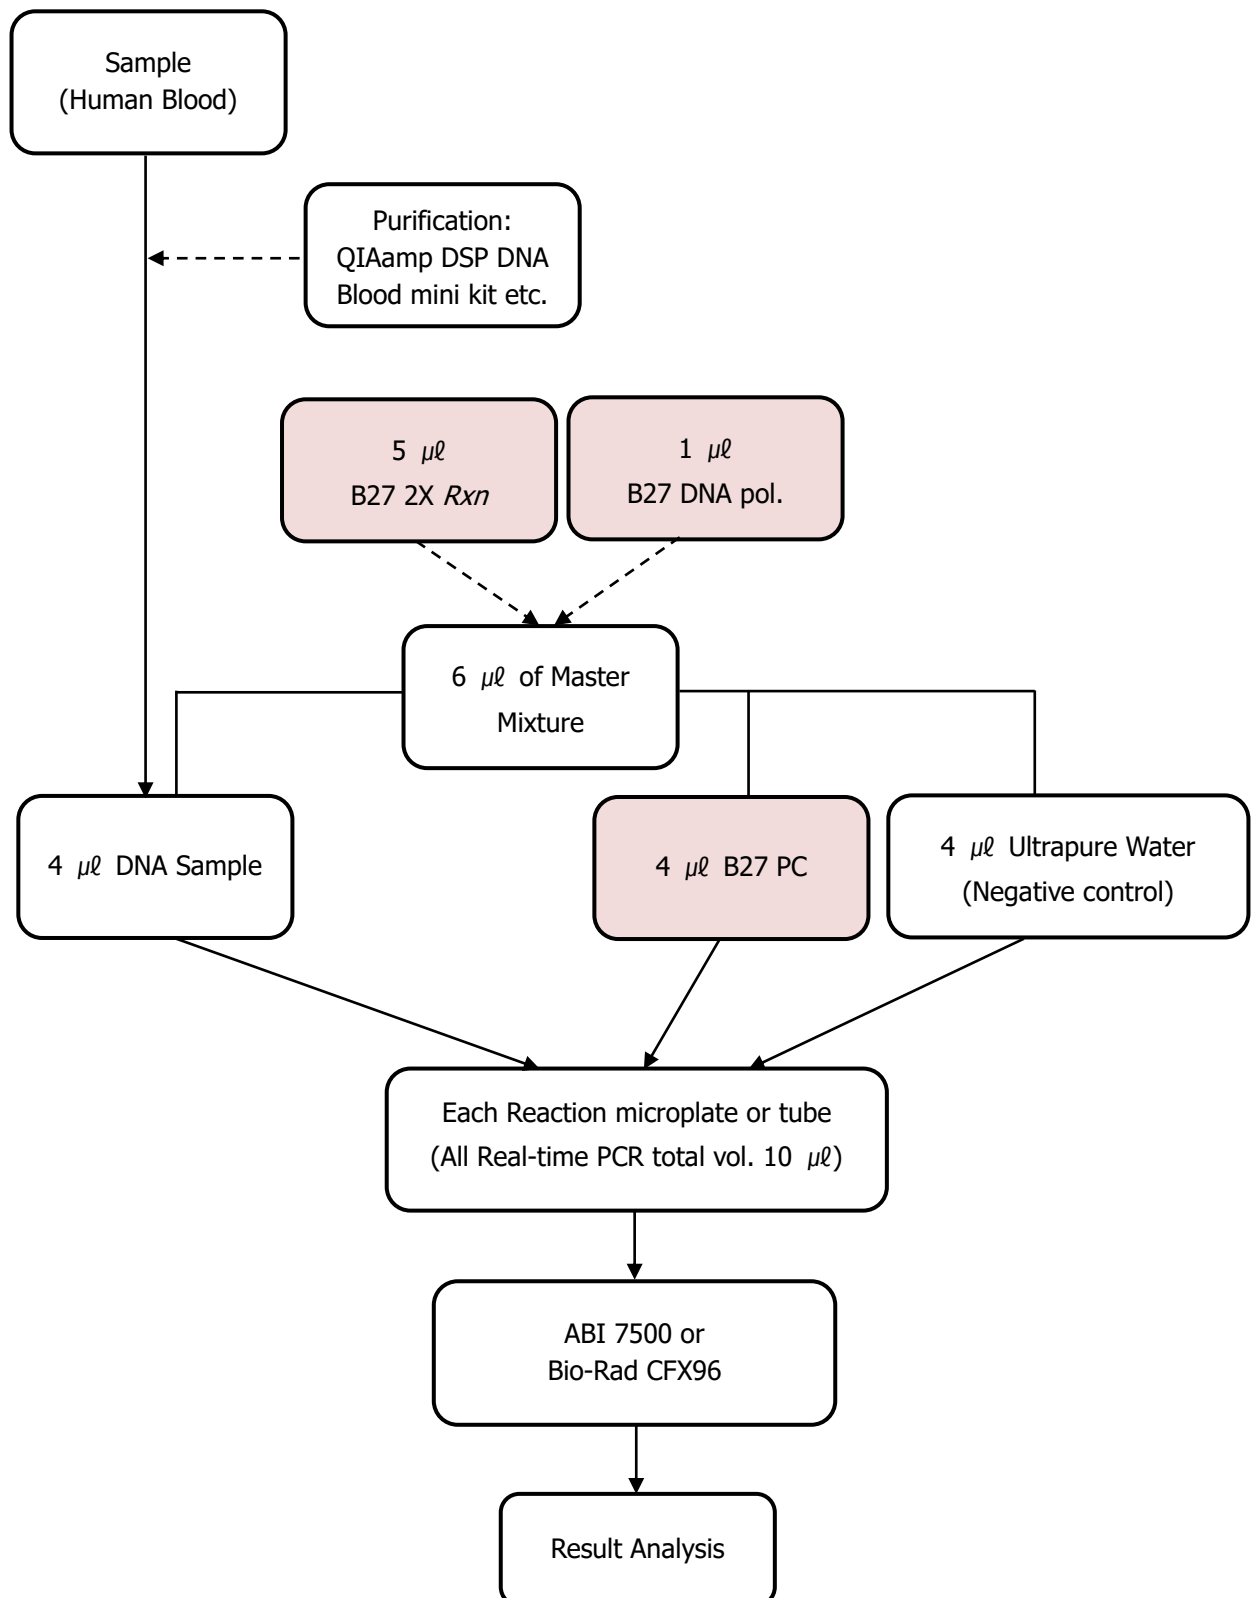 Sample
(Human Blood)
Purification:
QIAamp DSP DNA
Blood mini kit etc.
5 μℓ
B27 2X Rxn
1 μℓ
B27 DNA pol.
6 μℓ of Master
Mixture
4 μℓ DNA Sample
4 μℓ B27 PC
4 μℓ Ultrapure Water
(Negative control)
Each Reaction microplate or tube
(All Real-time PCR total vol. 10 μℓ)
ABI 7500 or
Bio-Rad CFX96
Result Analysis